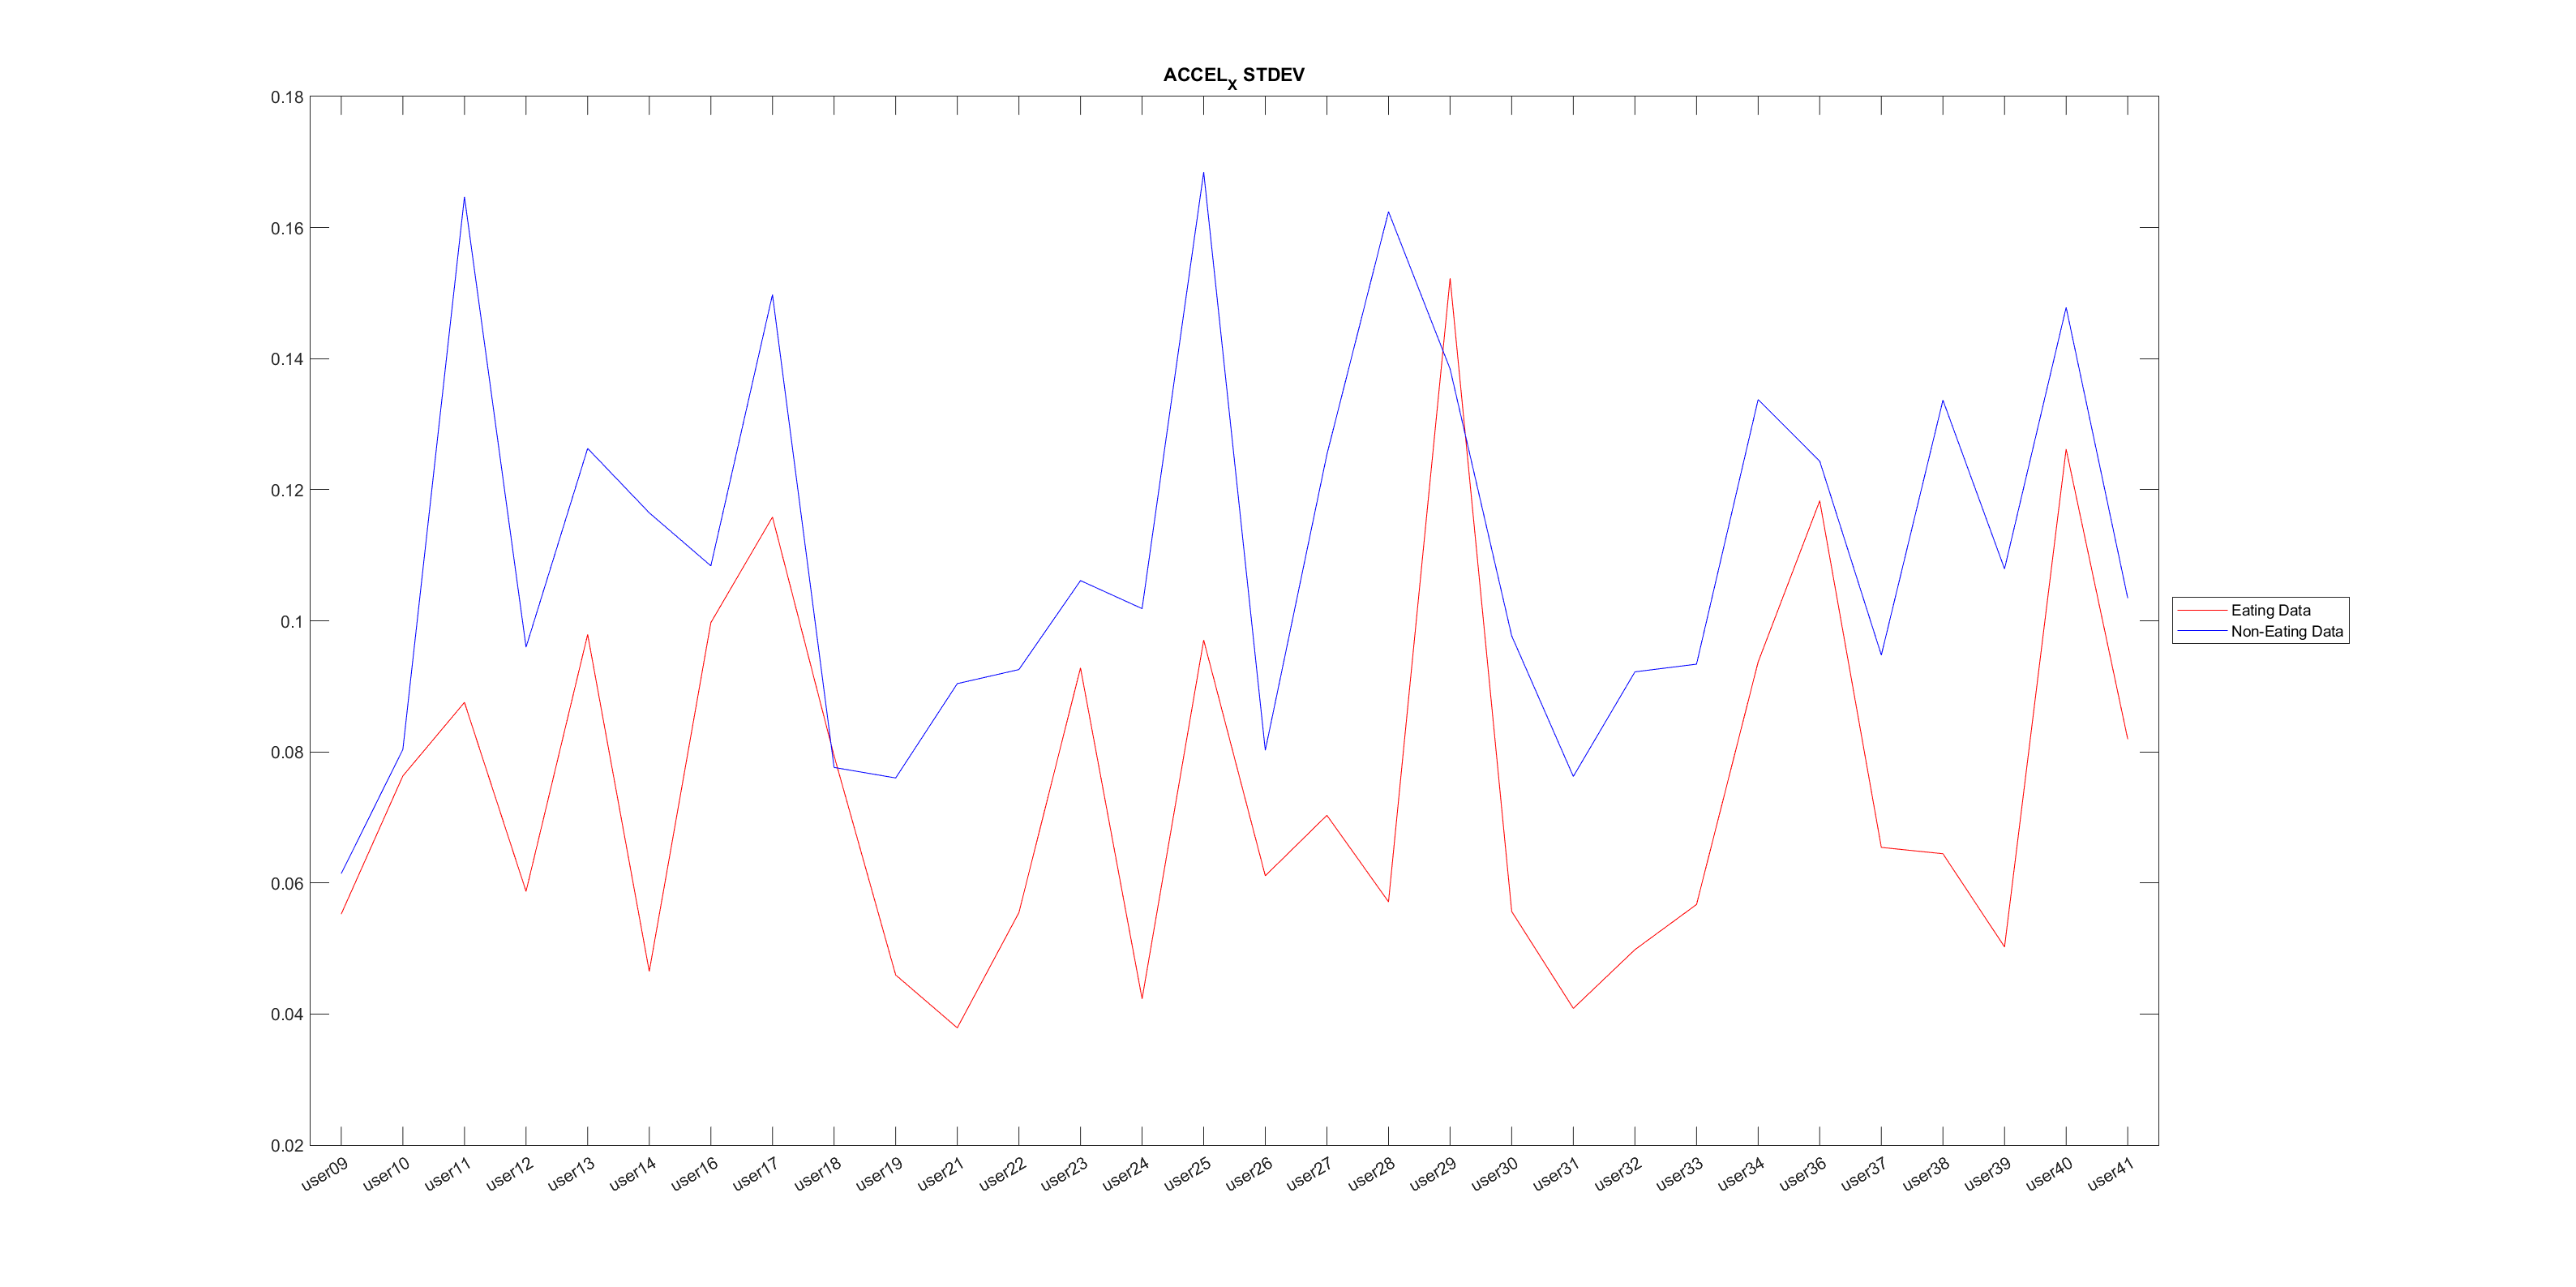 ACCELX STDEV
0.18
0.16
0.14
0.12
0.1
0.08
0.06
0.04
0.02
user09 user10 user11 user12 user13 user14 user16 user17 user18 user19 user21 user22 user23 user24 user25 user26 user27 user28 user29 user30 user31 user32 user33 user34 user36 user37 user38 user39 user40 user41
Eating Data
Non-Eating Data